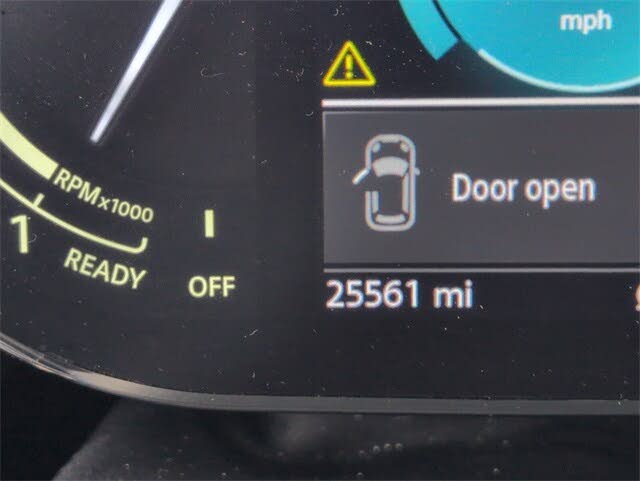 mph
RPMx1000
Door open
1
READY
OFF
25561 mi